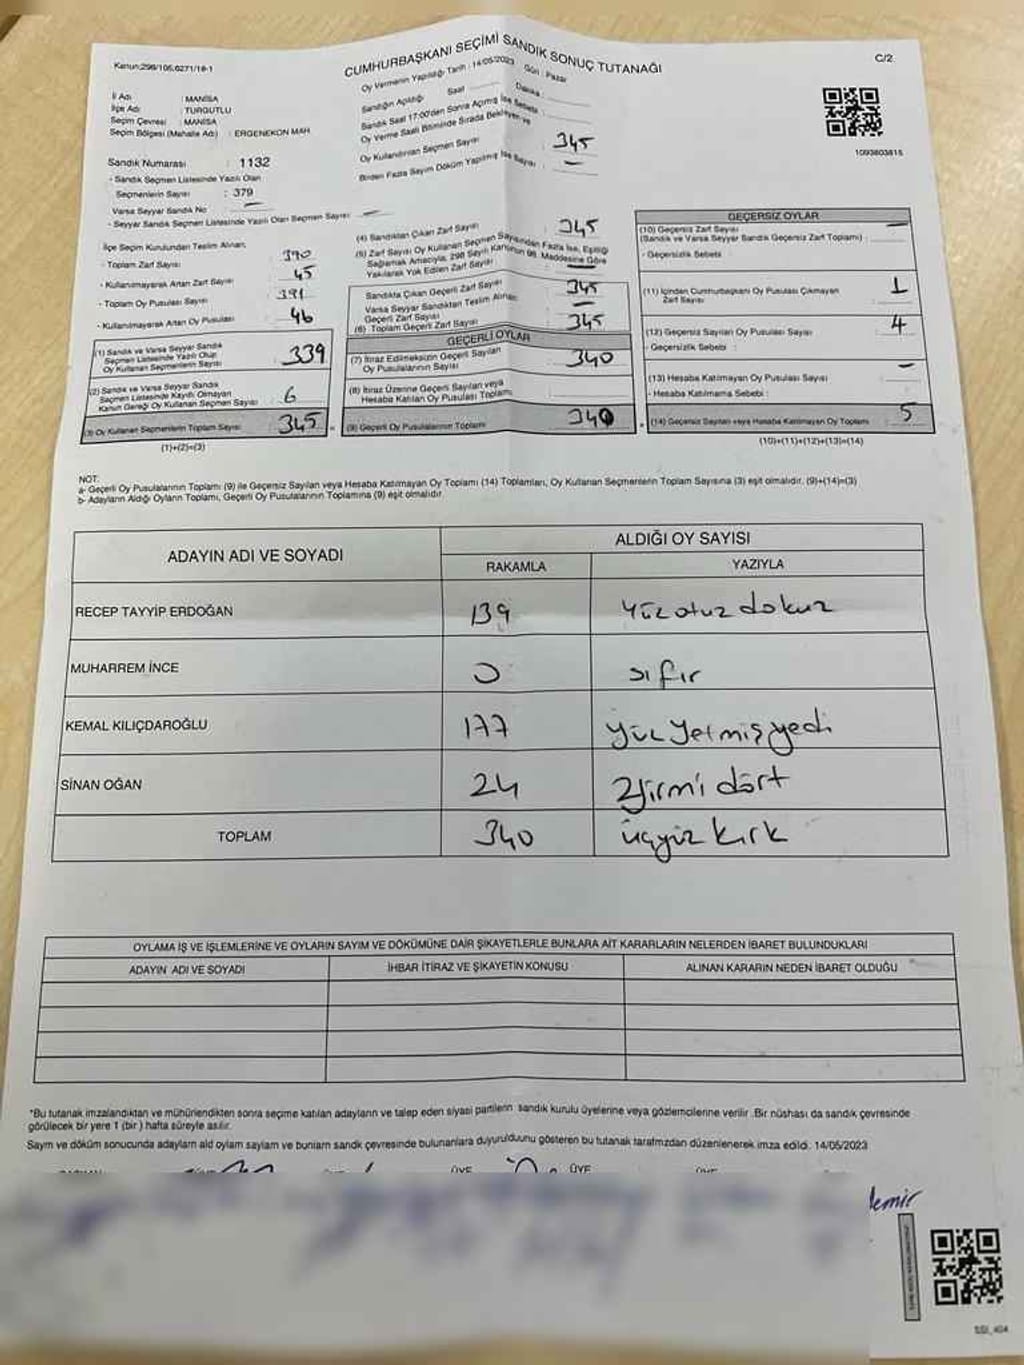 Kanun:298/105,6271/18-1
CUMHURBAŞKANI SEÇİMİ SANDIK SONUÇ TUTANAĞI
C/2
Oy Vermenin Yapıldığı Tarih : 14/05/2023 Gün : Pazar
İl Adı : MANİSA
İlçe Adı : TURGUTLU
Seçim Çevresi : MANİSA
Seçim Bölgesi (Mahalle Adı) : ERGENEKON MAH
Sandığın Açıldığı Saat Dakika :
Sandık Saat 17:00'den Sonra Açılmış İse Sebebi :
Oy Verme Saati Bitiminde Sırada Bekleyen ve
Oy Kullandırılan Seçmen Sayısı : 345
Birden Fazla Sayım Döküm Yapılmış İse Sayısı : —
1093803815
Sandık Numarası : 1132
- Sandık Seçmen Listesinde Yazılı Olan
Seçmenlerin Sayısı : 379
Varsa Seyyar Sandık No —
- Seyyar Sandık Seçmen Listesinde Yazılı Olan Seçmen Sayısı : —
İlçe Seçim Kurulundan Teslim Alınan,
- Toplam Zarf Sayısı : 390
- Kullanılmayarak Artan Zarf Sayısı : 45
- Toplam Oy Pusulası Sayısı : 391
- Kullanılmayarak Artan Oy Pusulası : 46
(1) Sandık ve Varsa Seyyar Sandık
Seçmen Listesinde Yazılı Olup
Oy Kullanan Seçmenlerin Sayısı : 339
(2) Sandık ve Varsa Seyyar Sandık
Seçmen Listesinde Kayıtlı Olmayan
Kanun Gereği Oy Kullanan Seçmen Sayısı : 6
(3) Oy Kullanan Seçmenlerin Toplam Sayısı : 345
(1)+(2)=(3)
(4) Sandıktan Çıkan Zarf Sayısı : 345
(5) Zarf Sayısı Oy Kullanan Seçmen Sayısından Fazla İse, Eşitliği
Sağlamak Amacıyla, 298 Sayılı Kanunun 98. Maddesine Göre
Yakılarak Yok Edilen Zarf Sayısı : —
Sandıkta Çıkan Geçerli Zarf Sayısı : 345
Varsa Seyyar Sandıktan Teslim Alınan
Geçerli Zarf Sayısı : —
(6) Toplam Geçerli Zarf Sayısı : 345
GEÇERLİ OYLAR
(7) İtiraz Edilmeksizin Geçerli Sayılan
Oy Pusulalarının Sayısı : 340
(8) İtiraz Üzerine Geçerli Sayılan veya
Hesaba Katılan Oy Pusulası Toplamı :
(9) Geçerli Oy Pusulalarının Toplamı : 340
GEÇERSİZ OYLAR
(10) Geçersiz Zarf Sayısı —
(Sandık ve Varsa Seyyar Sandık Geçersiz Zarf Toplamı) :
- Geçersizlik Sebebi :
(11) İçinden Cumhurbaşkanı Oy Pusulası Çıkmayan
Zarf Sayısı : 1
(12) Geçersiz Sayılan Oy Pusulası Sayısı : 4
- Geçersizlik Sebebi :
(13) Hesaba Katılmayan Oy Pusulası Sayısı —
- Hesaba Katılmama Sebebi :
(14) Geçersiz Sayılan veya Hesaba Katılmayan Oy Toplamı : 5
(10)+(11)+(12)+(13)=(14)
NOT:
a- Geçerli Oy Pusulalarının Toplamı (9) ile Geçersiz Sayılan veya Hesaba Katılmayan Oy Toplamı (14) Toplamları, Oy Kullanan Seçmenlerin Toplam Sayısına (3) eşit olmalıdır. (9)+(14)=(3)
b- Adayların Aldığı Oyların Toplamı, Geçerli Oy Pusulalarının Toplamına (9) eşit olmalıdır.
ADAYIN ADI VE SOYADI
ALDIĞI OY SAYISI
RAKAMLA YAZIYLA
RECEP TAYYİP ERDOĞAN 139 Yüz otuz dokuz
MUHARREM İNCE 0 sıfır
KEMAL KILIÇDAROĞLU 177 yüz yetmiş yedi
SİNAN OĞAN 24 Yirmi dört
TOPLAM 340 üçyüz kırk
OYLAMA İŞ VE İŞLEMLERİNE VE OYLARIN SAYIM VE DÖKÜMÜNE DAİR ŞİKAYETLERLE BUNLARA AİT KARARLARIN NELERDEN İBARET BULUNDUKLARI
ADAYIN ADI VE SOYADI İHBAR İTİRAZ VE ŞİKAYETİN KONUSU ALINAN KARARIN NEDEN İBARET OLDUĞU
*Bu tutanak imzalandıktan ve mühürlendikten sonra seçime katılan adayların ve talep eden siyasi partilerin sandık kurulu üyelerine veya gözlemcilerine verilir. Bir nüshası da sandık çevresinde
görülecek bir yere 1 (bir) hafta süreyle asılır.
Sayım ve döküm sonucunda adayların aldığı oyların sayıların ve bunların sandık çevresinde bulunanlara duyurulduğunu gösteren bu tutanak tarafımızdan düzenlenerek imza edildi. 14/05/2023
ÜYE ÜYE